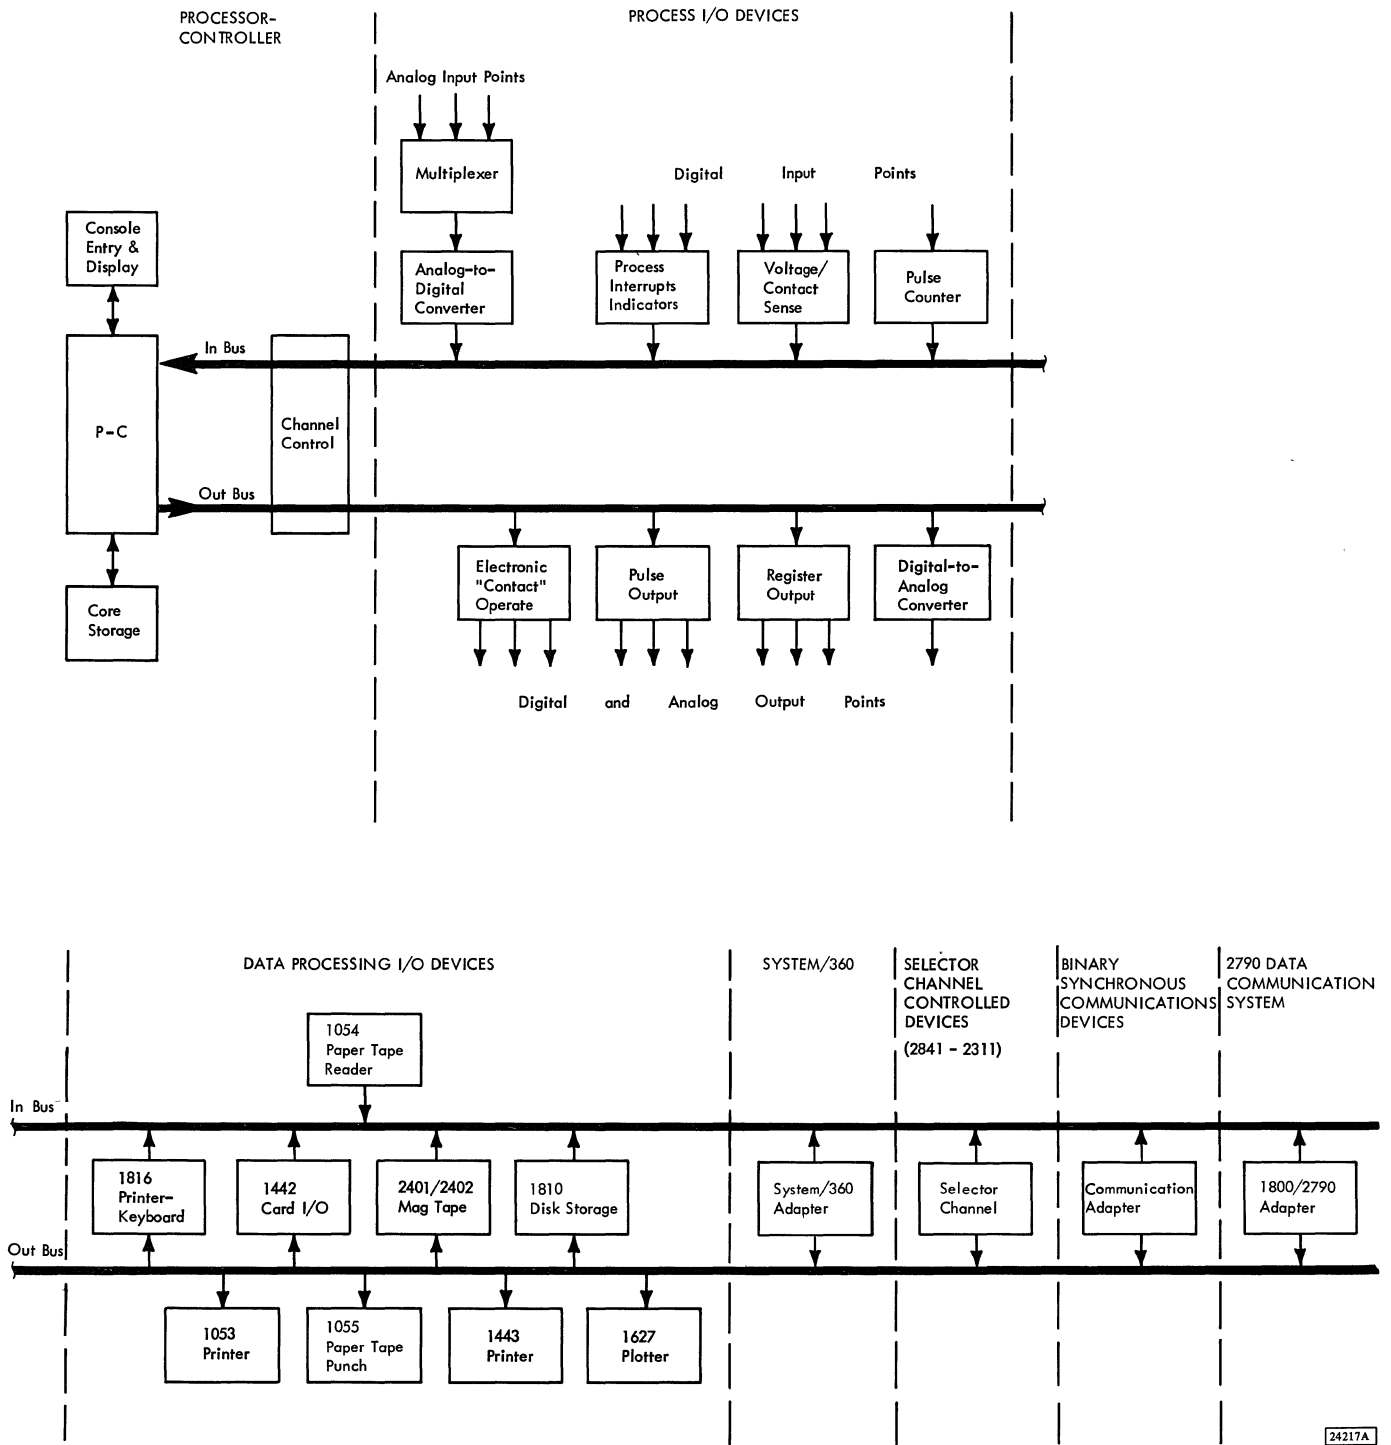 PROCESSOR-
CONTROLLER
PROCESS I/O DEVICES
Analog Input Points
Multiplexer
Digital Input Points
Console
Entry &
Display
Analog-to-
Digital
Converter
Process
Interrupts
Indicators
Voltage/
Contact
Sense
Pulse
Counter
In Bus
P-C
Channel
Control
Out Bus
Electronic
"Contact"
Operate
Pulse
Output
Register
Output
Digital-to-
Analog
Converter
Core
Storage
Digital and Analog Output Points
DATA PROCESSING I/O DEVICES
SYSTEM/360
SELECTOR
CHANNEL
CONTROLLED
DEVICES
(2841 - 2311)
BINARY
SYNCHRONOUS
COMMUNICATIONS
DEVICES
2790 DATA
COMMUNICATION
SYSTEM
1054
Paper Tape
Reader
In Bus
1816
Printer-
Keyboard
1442
Card I/O
2401/2402
Mag Tape
1810
Disk Storage
System/360
Adapter
Selector
Channel
Communication
Adapter
1800/2790
Adapter
Out Bus
1053
Printer
1055
Paper Tape
Punch
1443
Printer
1627
Plotter
24217A